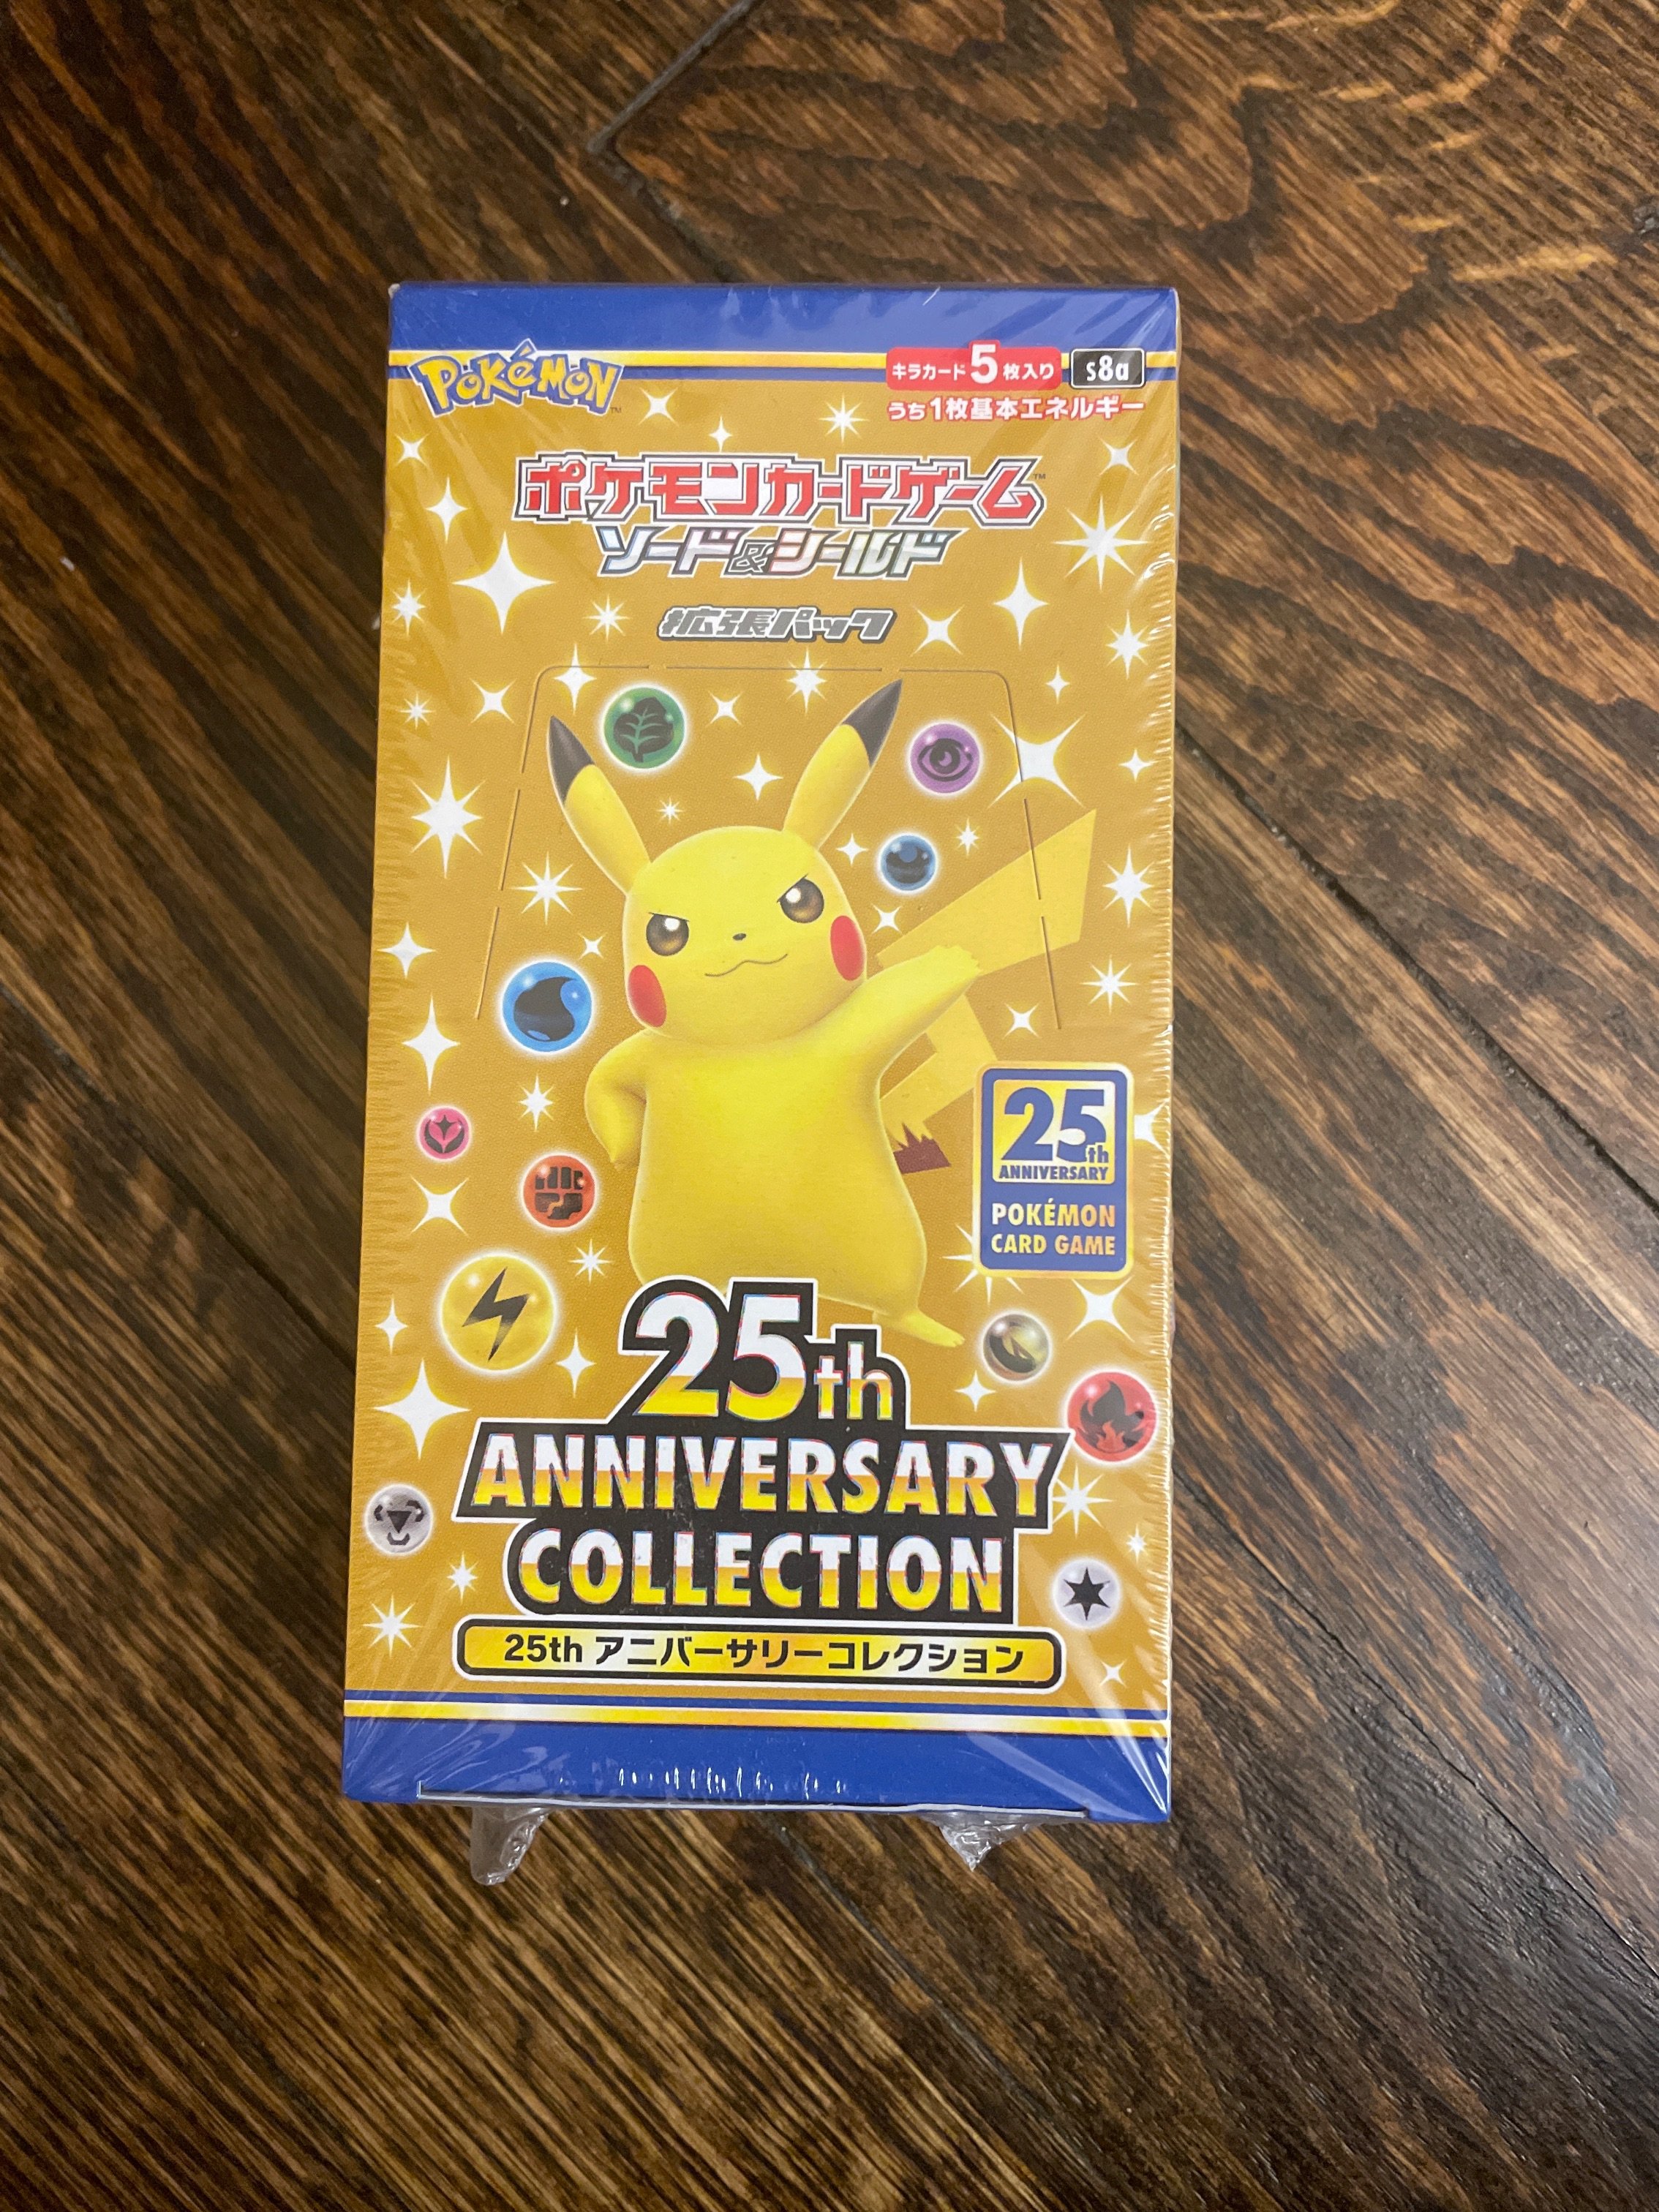 POKéMON™
キラカード5枚入り s8a
うち1枚基本エネルギー
ポケモンカードゲーム™
ソード&シールド
拡張パック
25th
ANNIVERSARY
POKÉMON
CARD GAME
25th
ANNIVERSARY
COLLECTION
25th アニバーサリーコレクション